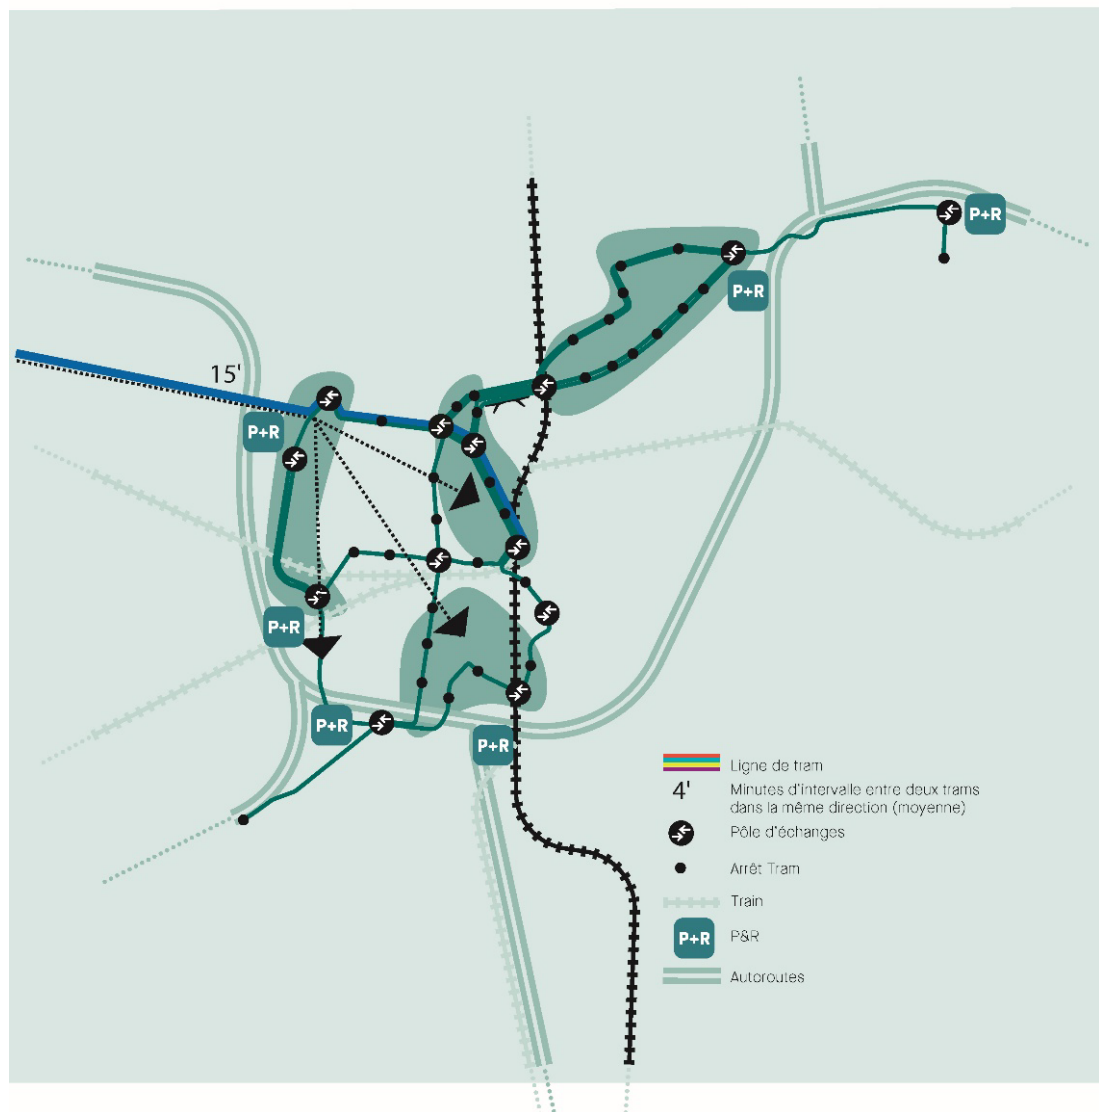 P+R
P+R
15'
P+R
P+R
P+R
P+R
Ligne de tram
4'
Minutes d'intervalle entre deux trams
dans la même direction (moyenne)
Pôle d'échanges
Arrêt Tram
Train
P+R
P&R
Autoroutes